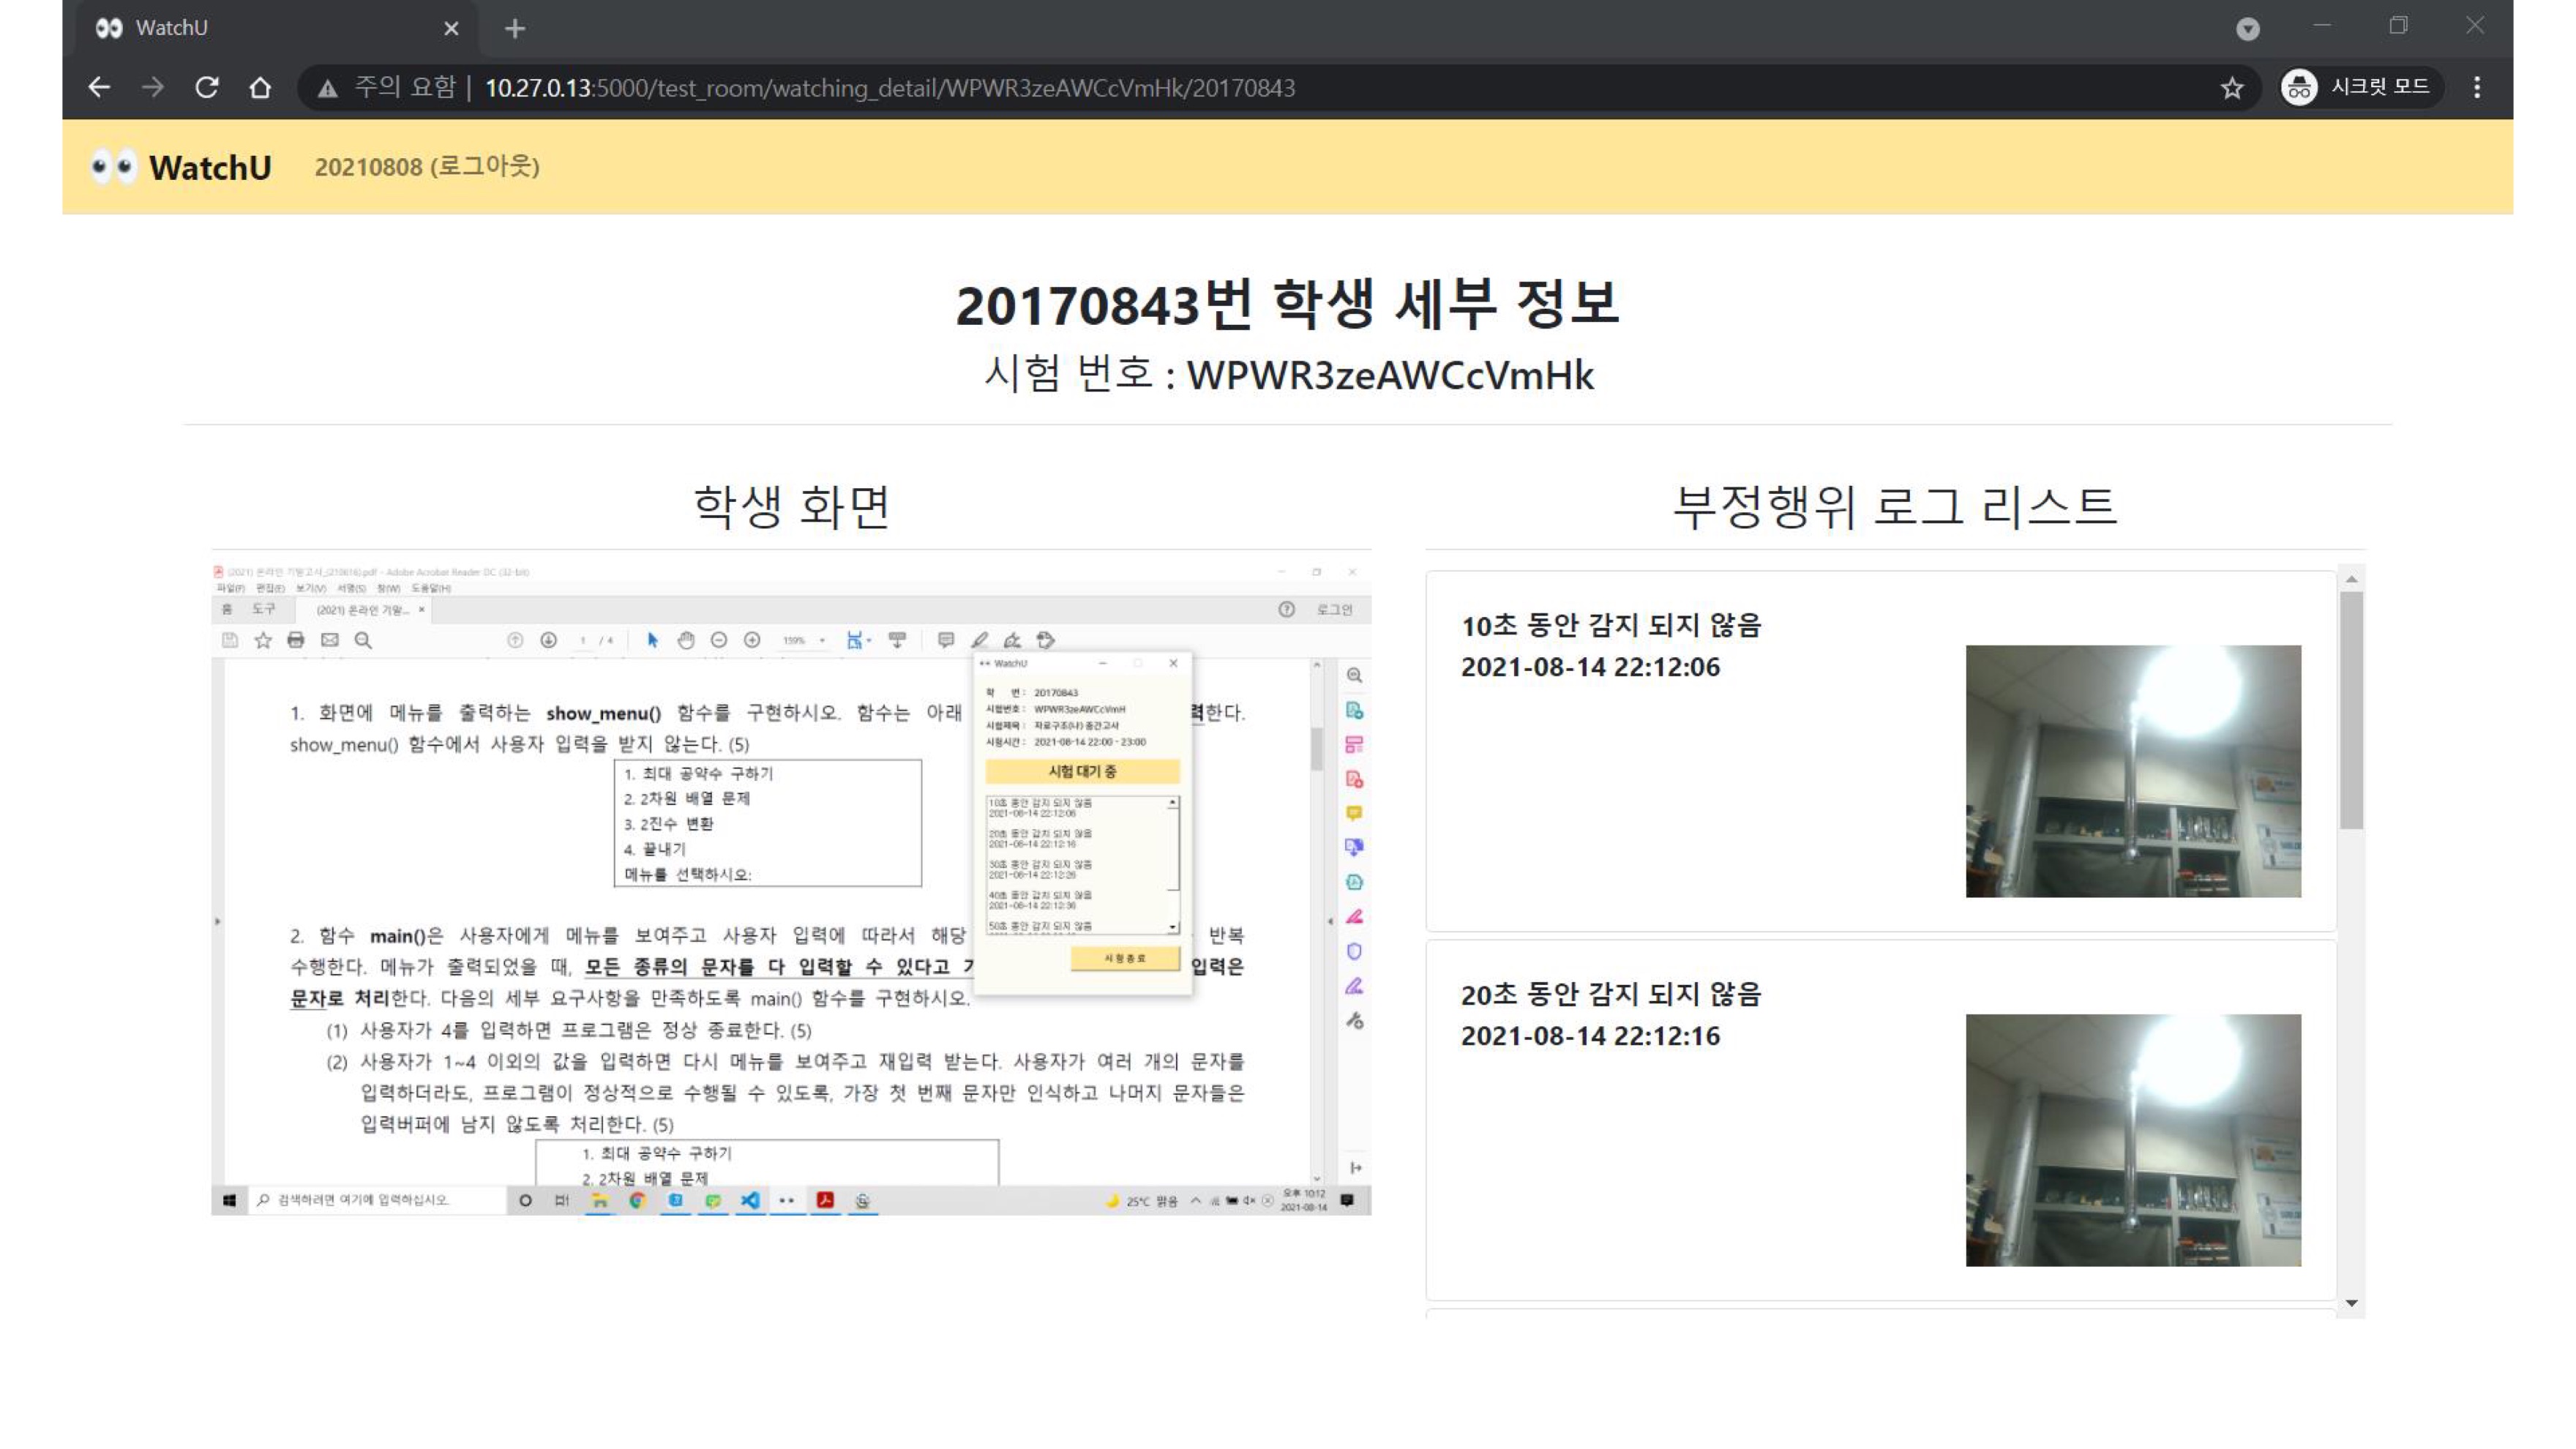 WatchU
주의 요함 | 10.27.0.13:5000/test_room/watching_detail/WPWR3zeAWCcVmHk/20170843
시크릿 모드
WatchU 20210808 (로그아웃)
20170843번 학생 세부 정보
시험 번호 : WPWR3zeAWCcVmHk
학생 화면
(2021) 온라인 기말고사_(210616).pdf - Adobe Acrobat Reader DC (32-bit)
파일(F) 편집(E) 보기(V) 서명(S) 창(W) 도움말(H)
홈 도구 (2021) 온라인 기말... × 로그인
1 / 4 159%
1. 화면에 메뉴를 출력하는 show_menu() 함수를 구현하시오. 함수는 아래
력한다.
show_menu() 함수에서 사용자 입력을 받지 않는다. (5)
1. 최대 공약수 구하기
2. 2차원 배열 문제
3. 2진수 변환
4. 끝내기
메뉴를 선택하시오:
2. 함수 main()은 사용자에게 메뉴를 보여주고 사용자 입력에 따라서 해당
반복
수행한다. 메뉴가 출력되었을 때, 모든 종류의 문자를 다 입력할 수 있다고
입력은
문자로 처리한다. 다음의 세부 요구사항을 만족하도록 main() 함수를 구현하시오.
(1) 사용자가 4를 입력하면 프로그램은 정상 종료한다. (5)
(2) 사용자가 1~4 이외의 값을 입력하면 다시 메뉴를 보여주고 재입력 받는다. 사용자가 여러 개의 문자를
입력하더라도, 프로그램이 정상적으로 수행될 수 있도록, 가장 첫 번째 문자만 인식하고 나머지 문자들은
입력버퍼에 남지 않도록 처리한다. (5)
1. 최대 공약수 구하기
2. 2차원 배열 문제
WatchU
학 번 : 20170843
시험번호 : WPWR3zeAWCcVmH
시험제목 : 자료구조(나) 중간고사
시험시간 : 2021-08-14 22:00 - 23:00
시험 대기 중
10초 동안 감지 되지 않음
2021-08-14 22:12:06
20초 동안 감지 되지 않음
2021-08-14 22:12:16
30초 동안 감지 되지 않음
2021-08-14 22:12:26
40초 동안 감지 되지 않음
2021-08-14 22:12:36
50초 동안 감지 되지 않음
시험종료
검색하려면 여기에 입력하십시오.
25°C 맑음
오후 10:12
2021-08-14
부정행위 로그 리스트
10초 동안 감지 되지 않음
2021-08-14 22:12:06
20초 동안 감지 되지 않음
2021-08-14 22:12:16